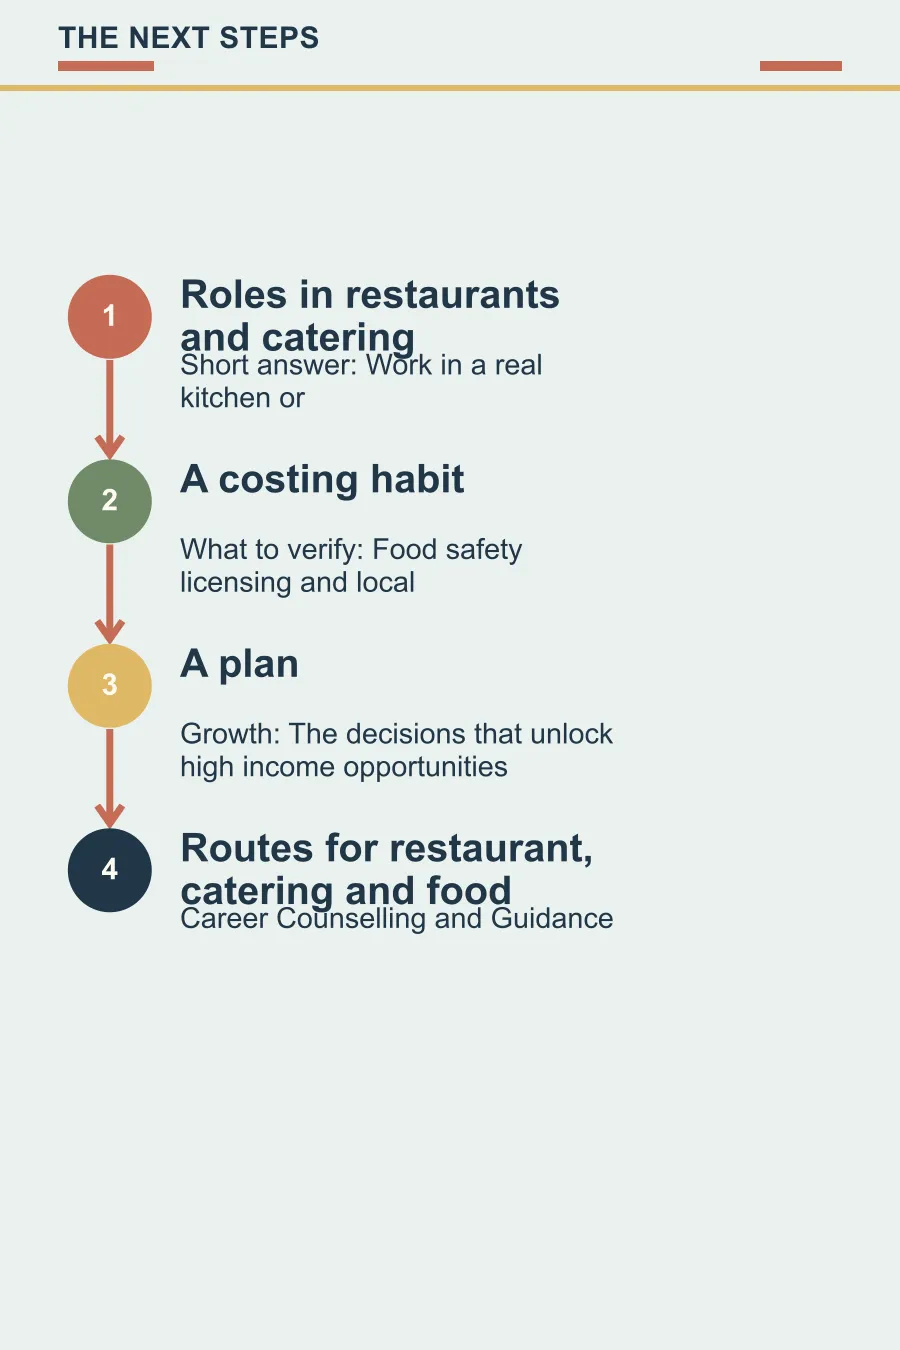 THE NEXT STEPS
1
Roles in restaurants
and catering
Short answer: Work in a real
kitchen or
2
A costing habit
What to verify: Food safety
licensing and local
3
A plan
Growth: The decisions that unlock
high income opportunities
4
Routes for restaurant,
catering and food
Career Counselling and Guidance